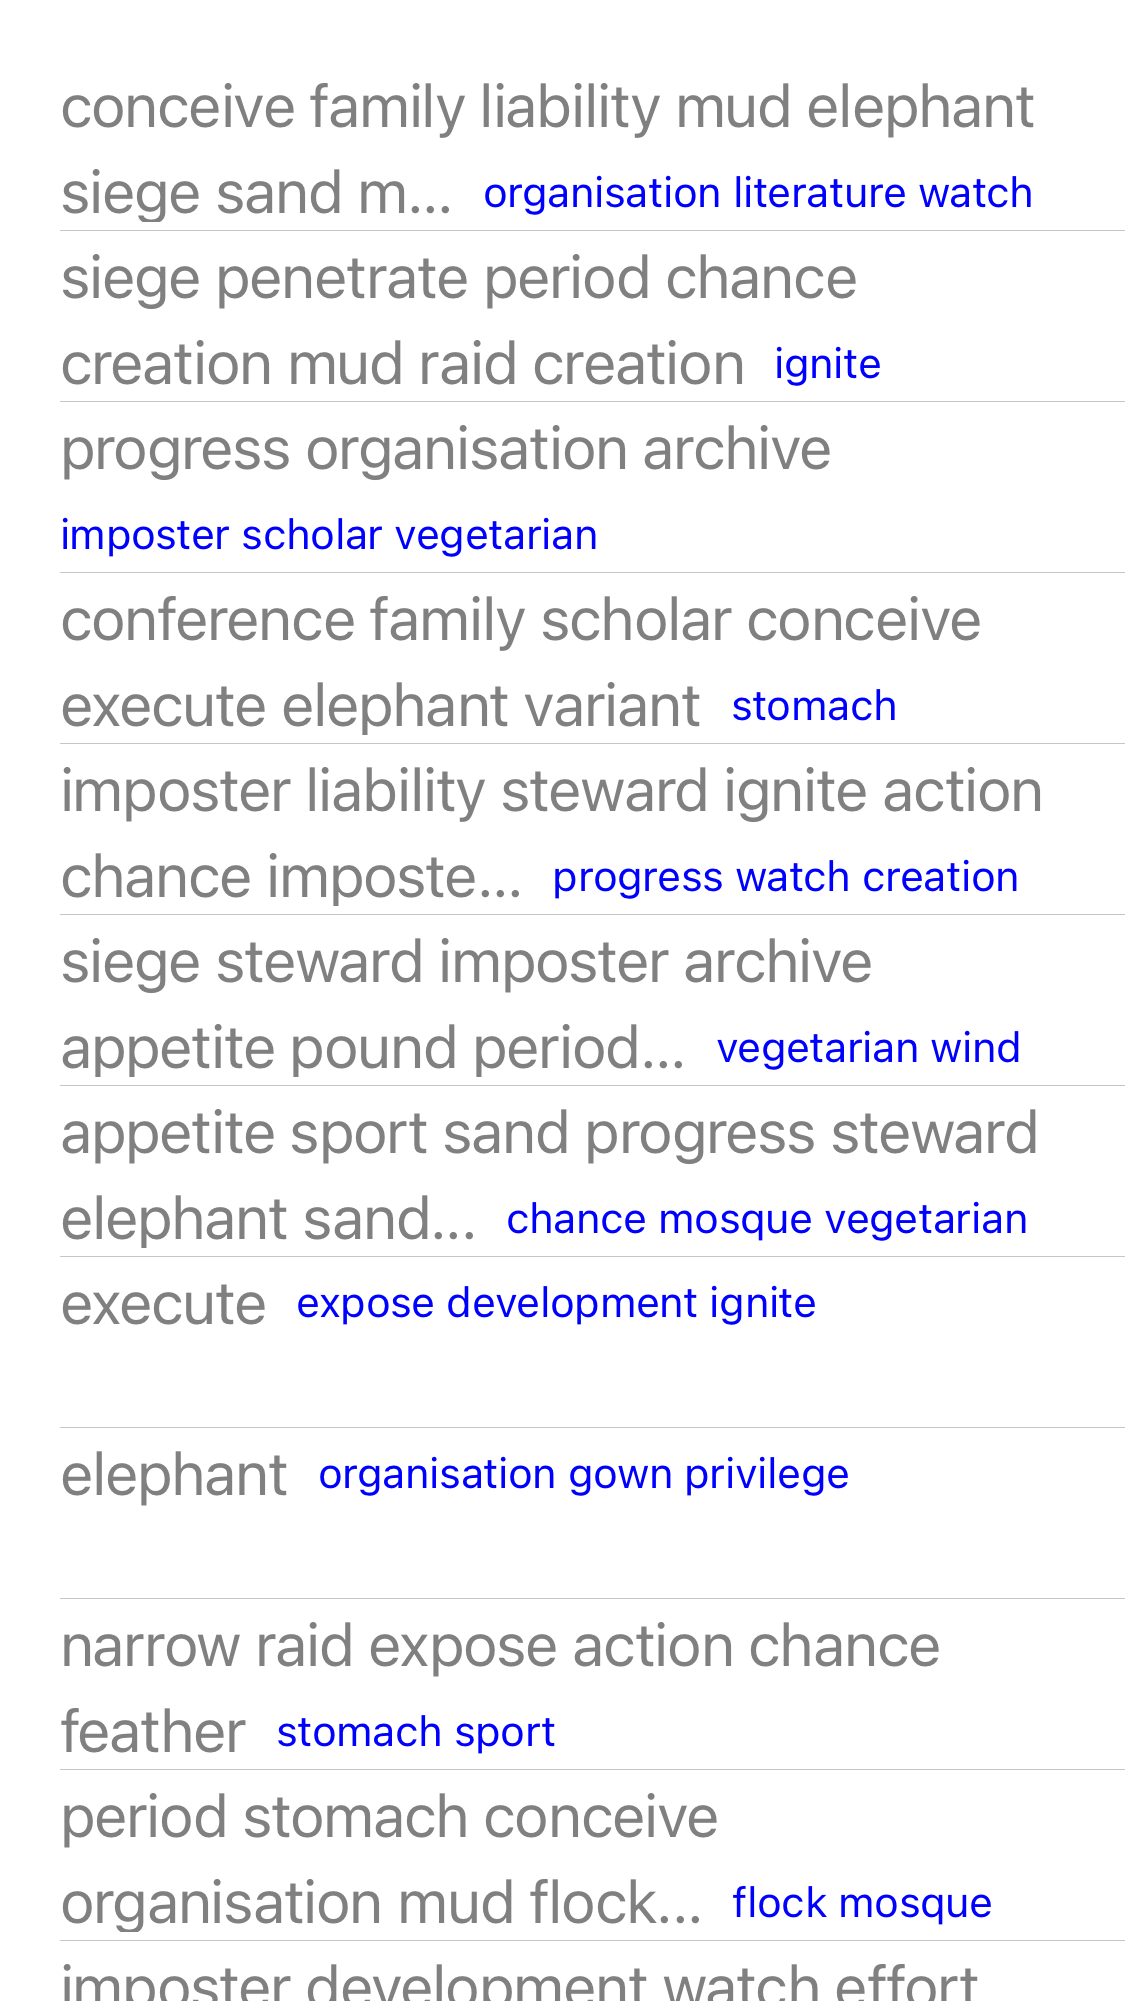 conceive family liability mud elephant
siege sand m... organisation literature watch
siege penetrate period chance
creation mud raid creation ignite
progress organisation archive
imposter scholar vegetarian
conference family scholar conceive
execute elephant variant stomach
imposter liability steward ignite action
chance imposte... progress watch creation
siege steward imposter archive
appetite pound period... vegetarian wind
appetite sport sand progress steward
elephant sand... chance mosque vegetarian
execute expose development ignite
elephant organisation gown privilege
narrow raid expose action chance
feather stomach sport
period stomach conceive
organisation mud flock... flock mosque
imposter development watch effort